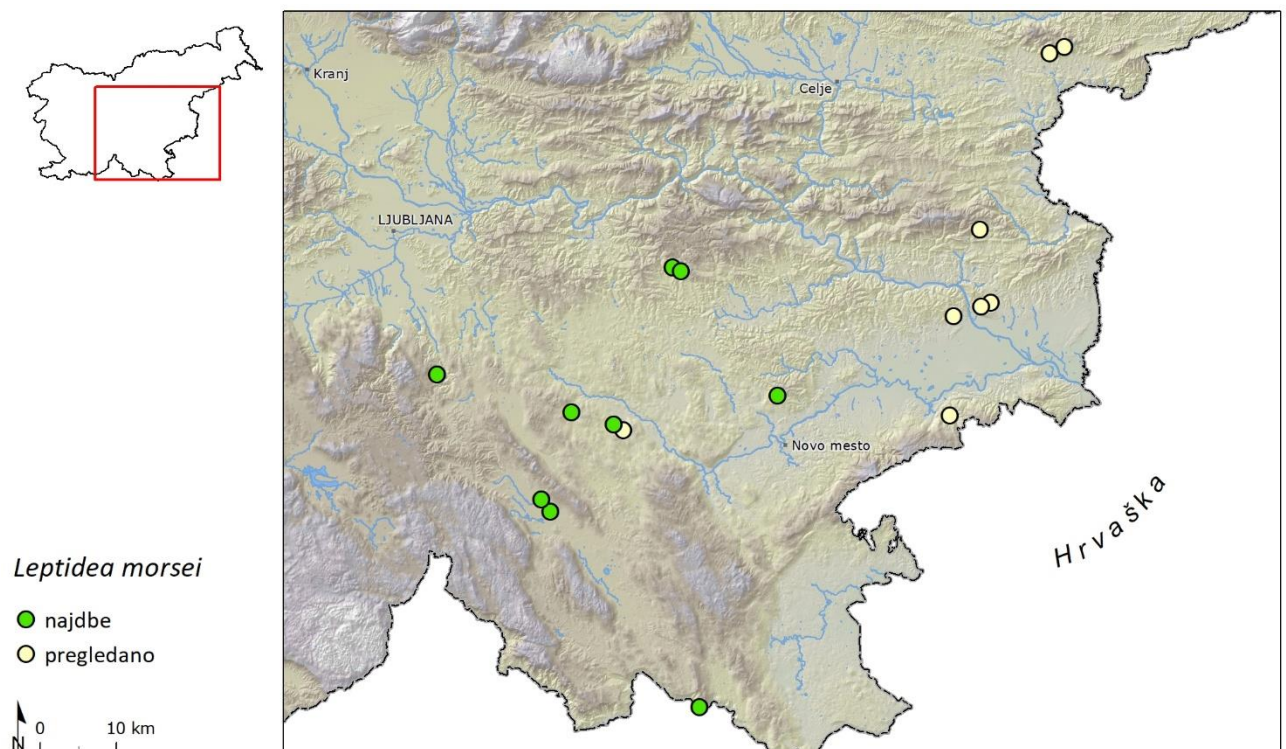 Kranj
Celje
LJUBLJANA
Novo mesto
Hrvaška
Leptidea morsei
najdbe
pregledano
0 10 km
N